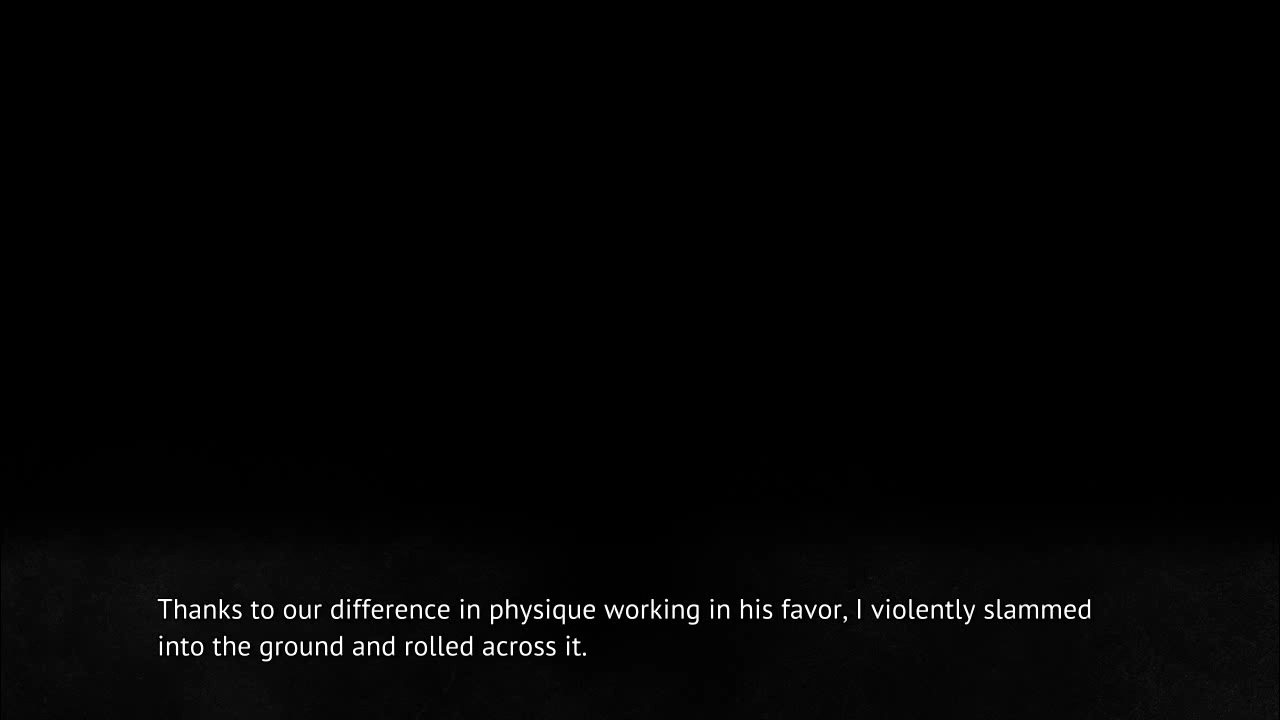 Thanks to our difference in physique working in his favor, I violently slammed
into the ground and rolled across it.